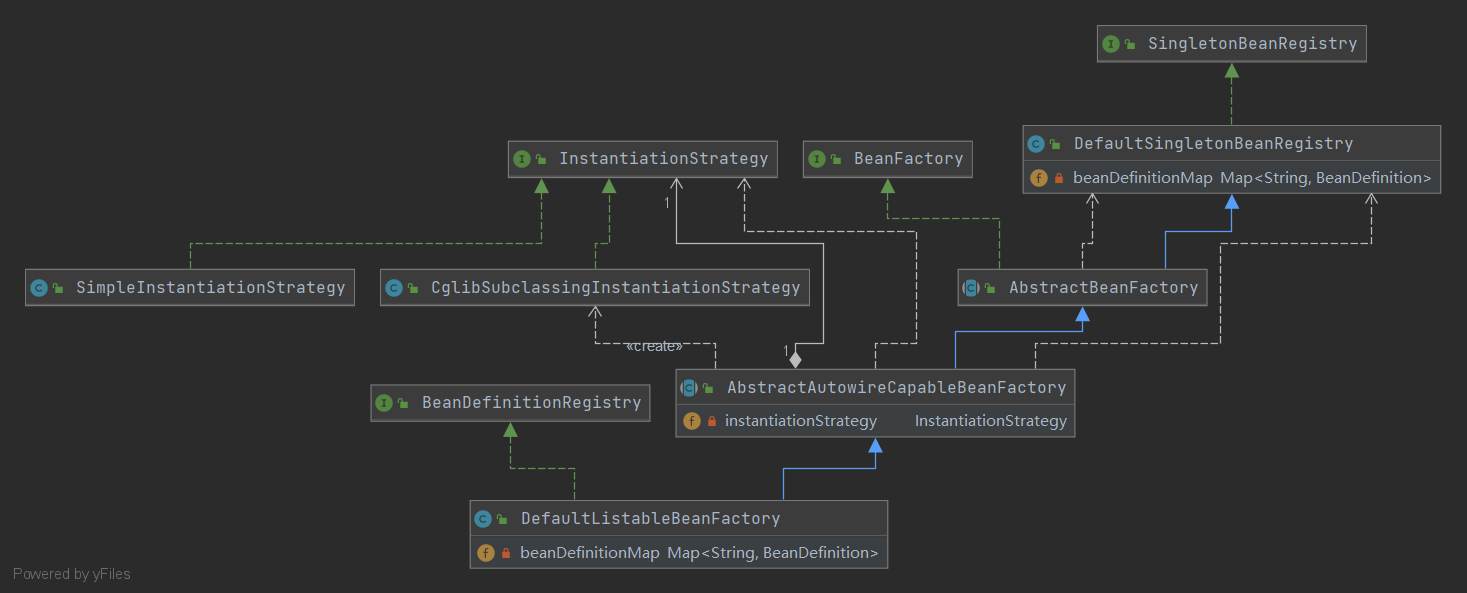 SingletonBeanRegistry
DefaultSingletonBeanRegistry
beanDefinitionMap Map<String, BeanDefinition>
InstantiationStrategy
BeanFactory
1
SimpleInstantiationStrategy
CglibSubclassingInstantiationStrategy
AbstractBeanFactory
«create»
1
AbstractAutowireCapableBeanFactory
instantiationStrategy InstantiationStrategy
BeanDefinitionRegistry
DefaultListableBeanFactory
beanDefinitionMap Map<String, BeanDefinition>
Powered by yFiles